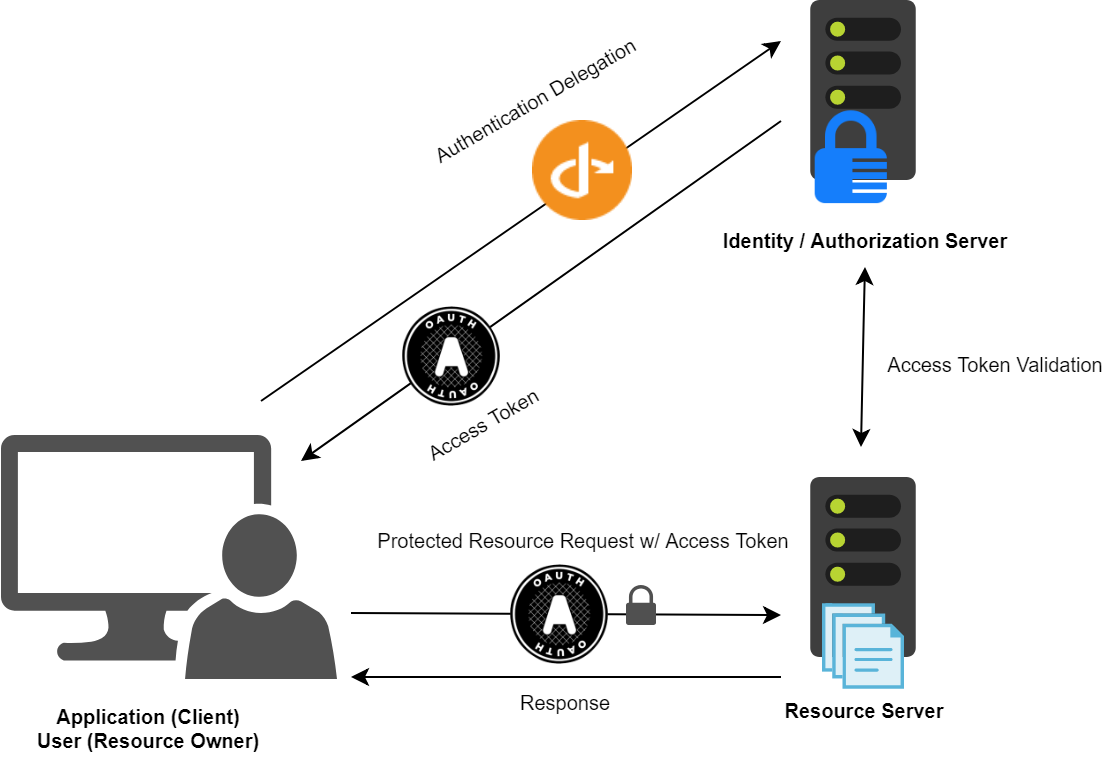 Authentication Delegation
Identity / Authorization Server
OAUTH
A
OAUTH
Access Token
Access Token Validation
Protected Resource Request w/ Access Token
OAUTH
A
OAUTH
Response
Resource Server
Application (Client)
User (Resource Owner)